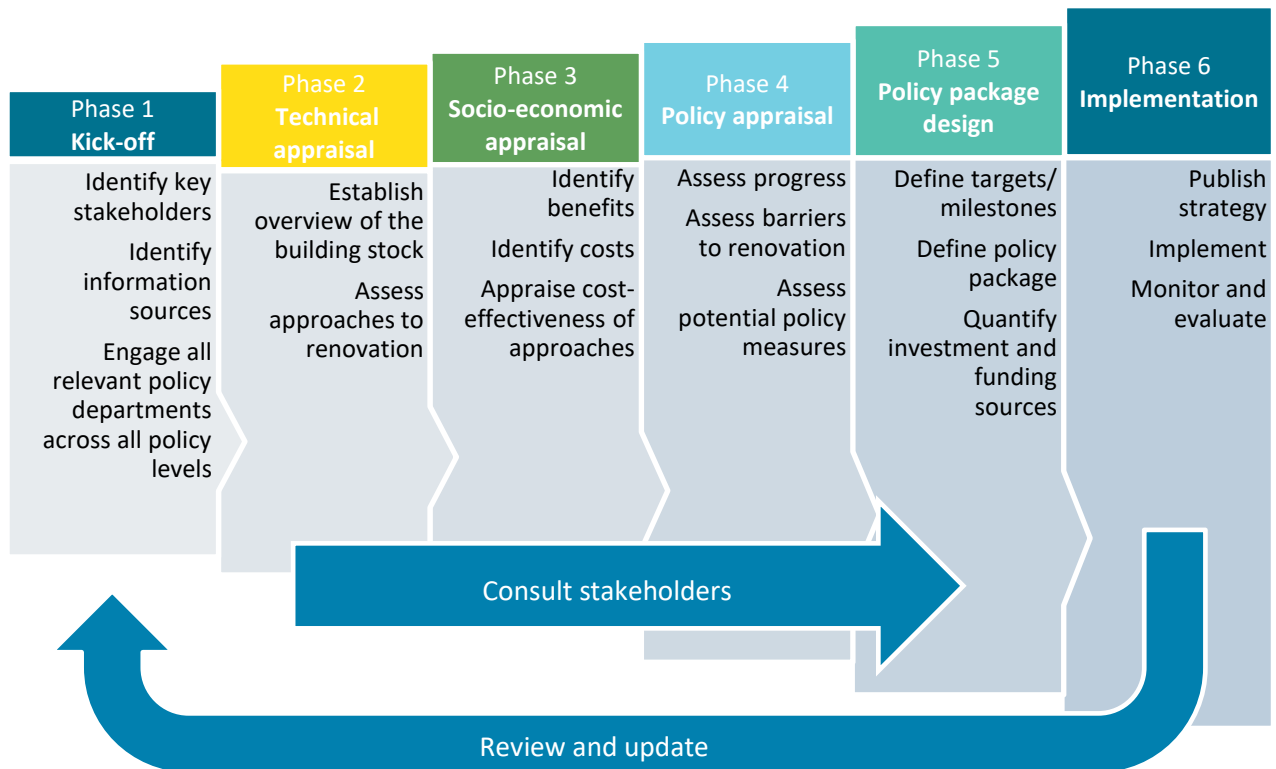 Phase 1
Kick-off
Identify key
stakeholders
Identify
information
sources
Engage all
relevant policy
departments
across all policy
levels
Phase 2
Technical
appraisal
Establish
overview of the
building stock
Assess
approaches to
renovation
Phase 3
Socio-economic
appraisal
Identify
benefits
Identify costs
Appraise cost-
effectiveness of
approaches
Phase 4
Policy appraisal
Assess progress
Assess barriers
to renovation
Assess
potential policy
measures
Phase 5
Policy package
design
Define targets/
milestones
Define policy
package
Quantify
investment and
funding
sources
Phase 6
Implementation
Publish
strategy
Implement
Monitor and
evaluate
Consult stakeholders
Review and update